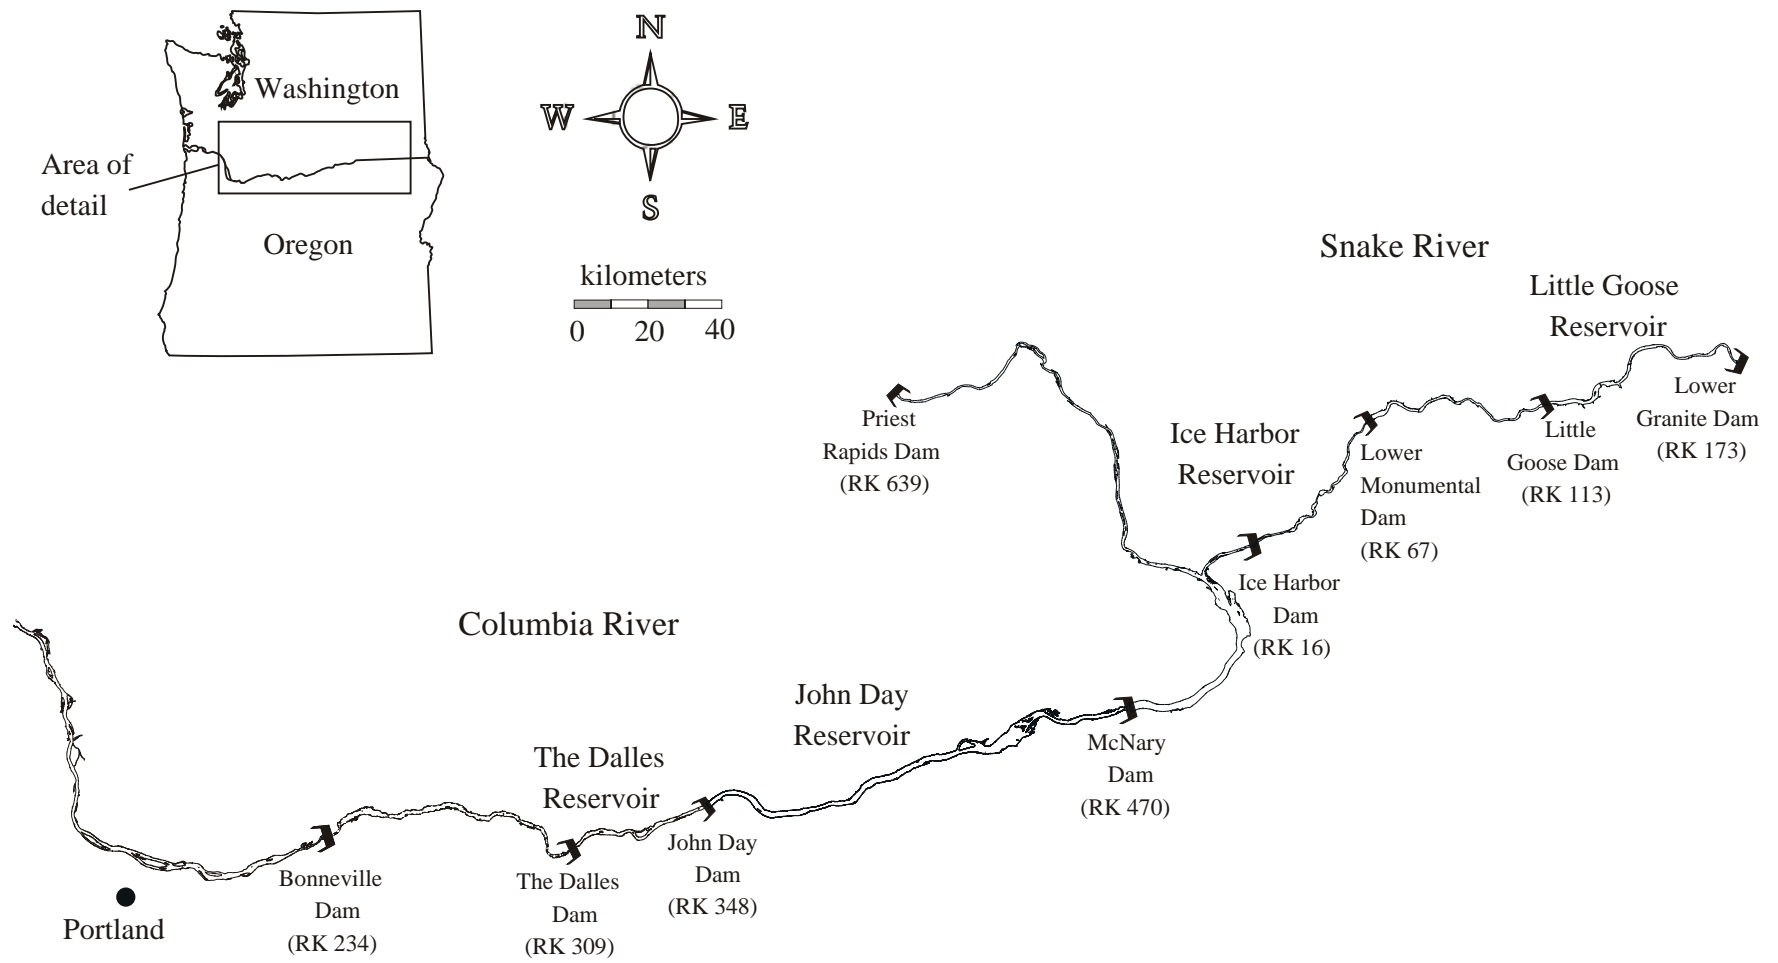 Washington
Area of
detail
Oregon
N
W
E
S
kilometers
0 20 40
Snake River
Little Goose
Reservoir
Lower
Granite Dam
(RK 173)
Little
Goose Dam
(RK 113)
Lower
Monumental
Dam
(RK 67)
Ice Harbor
Reservoir
Ice Harbor
Dam
(RK 16)
Priest
Rapids Dam
(RK 639)
Columbia River
John Day
Reservoir
McNary
Dam
(RK 470)
The Dalles
Reservoir
John Day
Dam
(RK 348)
The Dalles
Dam
(RK 309)
Bonneville
Dam
(RK 234)
Portland